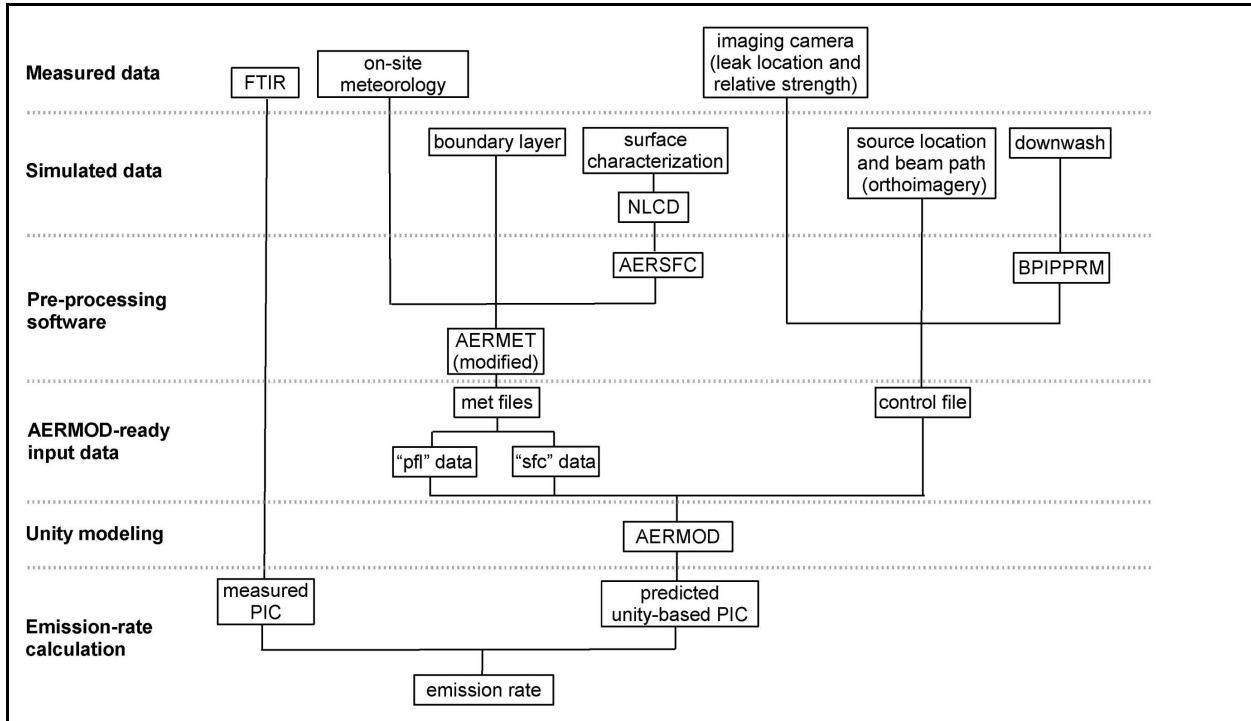 Measured data
FTIR
on-site
meteorology
imaging camera
(leak location and
relative strength)
Simulated data
boundary layer
surface
characterization
NLCD
source location
and beam path
(orthoimagery)
downwash
Pre-processing
software
AERSFC
BPIPPRM
AERMET
(modified)
AERMOD-ready
input data
met files
control file
“pfl” data
“sfc” data
Unity modeling
AERMOD
Emission-rate
calculation
measured
PIC
predicted
unity-based PIC
emission rate